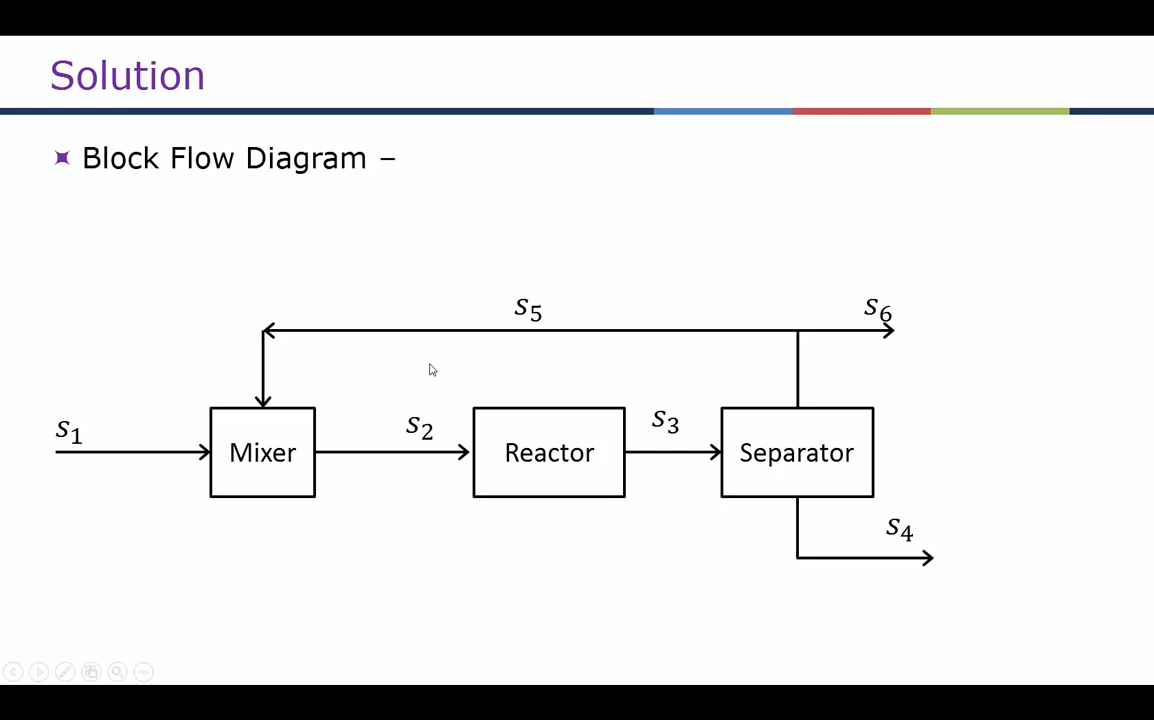 Solution
Block Flow Diagram –
s5
s6
s1
s2
s3
Mixer
Reactor
Separator
s4